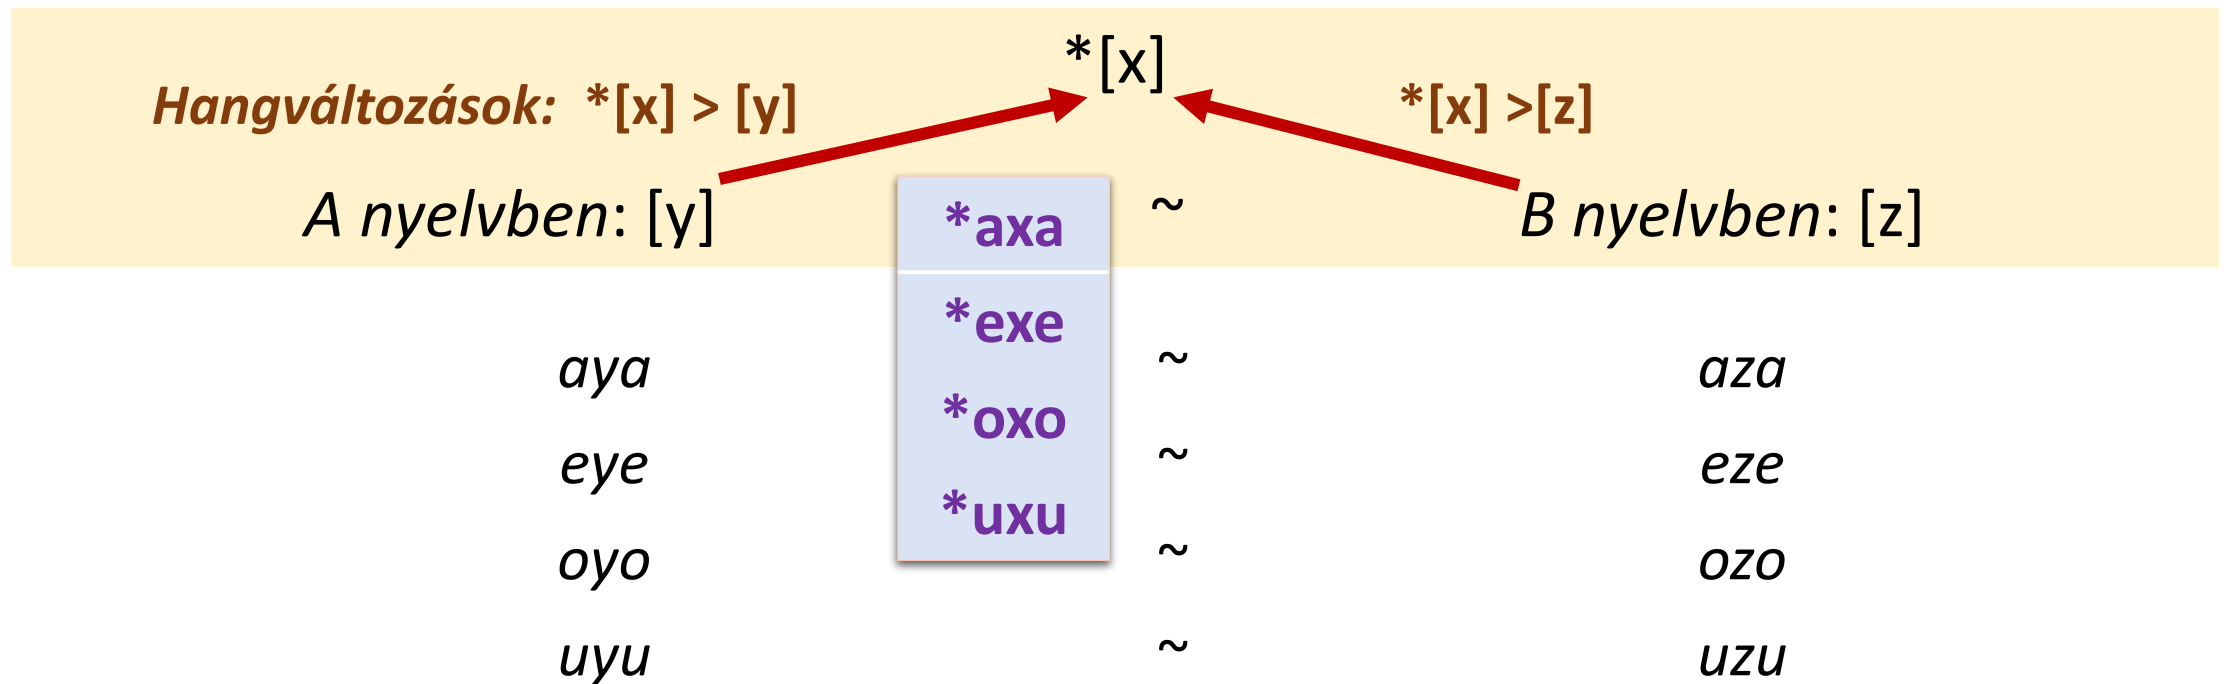 *[x]
Hangváltozások: *[x] > [y] *[x] >[z]
A nyelvben: [y] *axa ~ B nyelvben: [z]
*exe
aya ~ aza
*oxo
eye ~ eze
*uxu
oyo ~ ozo
uyu ~ uzu